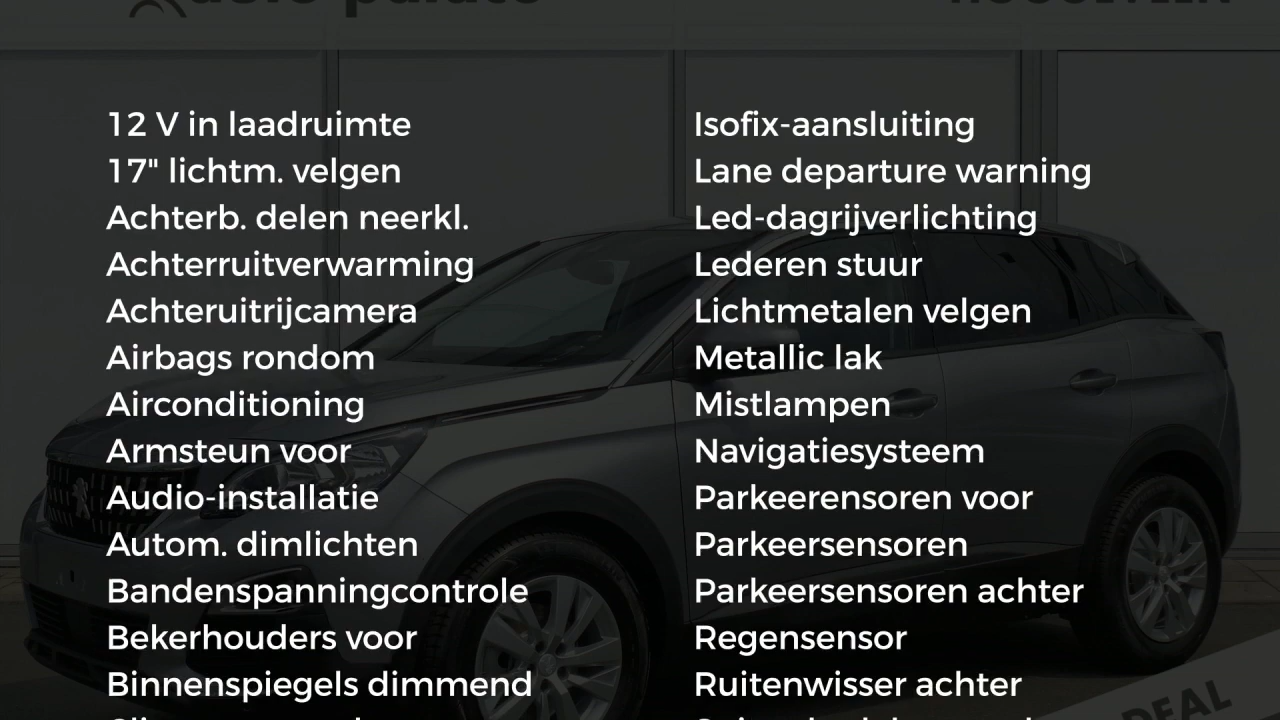 12 V in laadruimte
17" lichtm. velgen
Achterb. delen neerkl.
Achterruitverwarming
Achteruitrijcamera
Airbags rondom
Airconditioning
Armsteun voor
Audio-installatie
Autom. dimlichten
Bandenspanningcontrole
Bekerhouders voor
Binnenspiegels dimmend
Isofix-aansluiting
Lane departure warning
Led-dagrijverlichting
Lederen stuur
Lichtmetalen velgen
Metallic lak
Mistlampen
Navigatiesysteem
Parkeerensoren voor
Parkeersensoren
Parkeersensoren achter
Regensensor
Ruitenwisser achter
DEAL